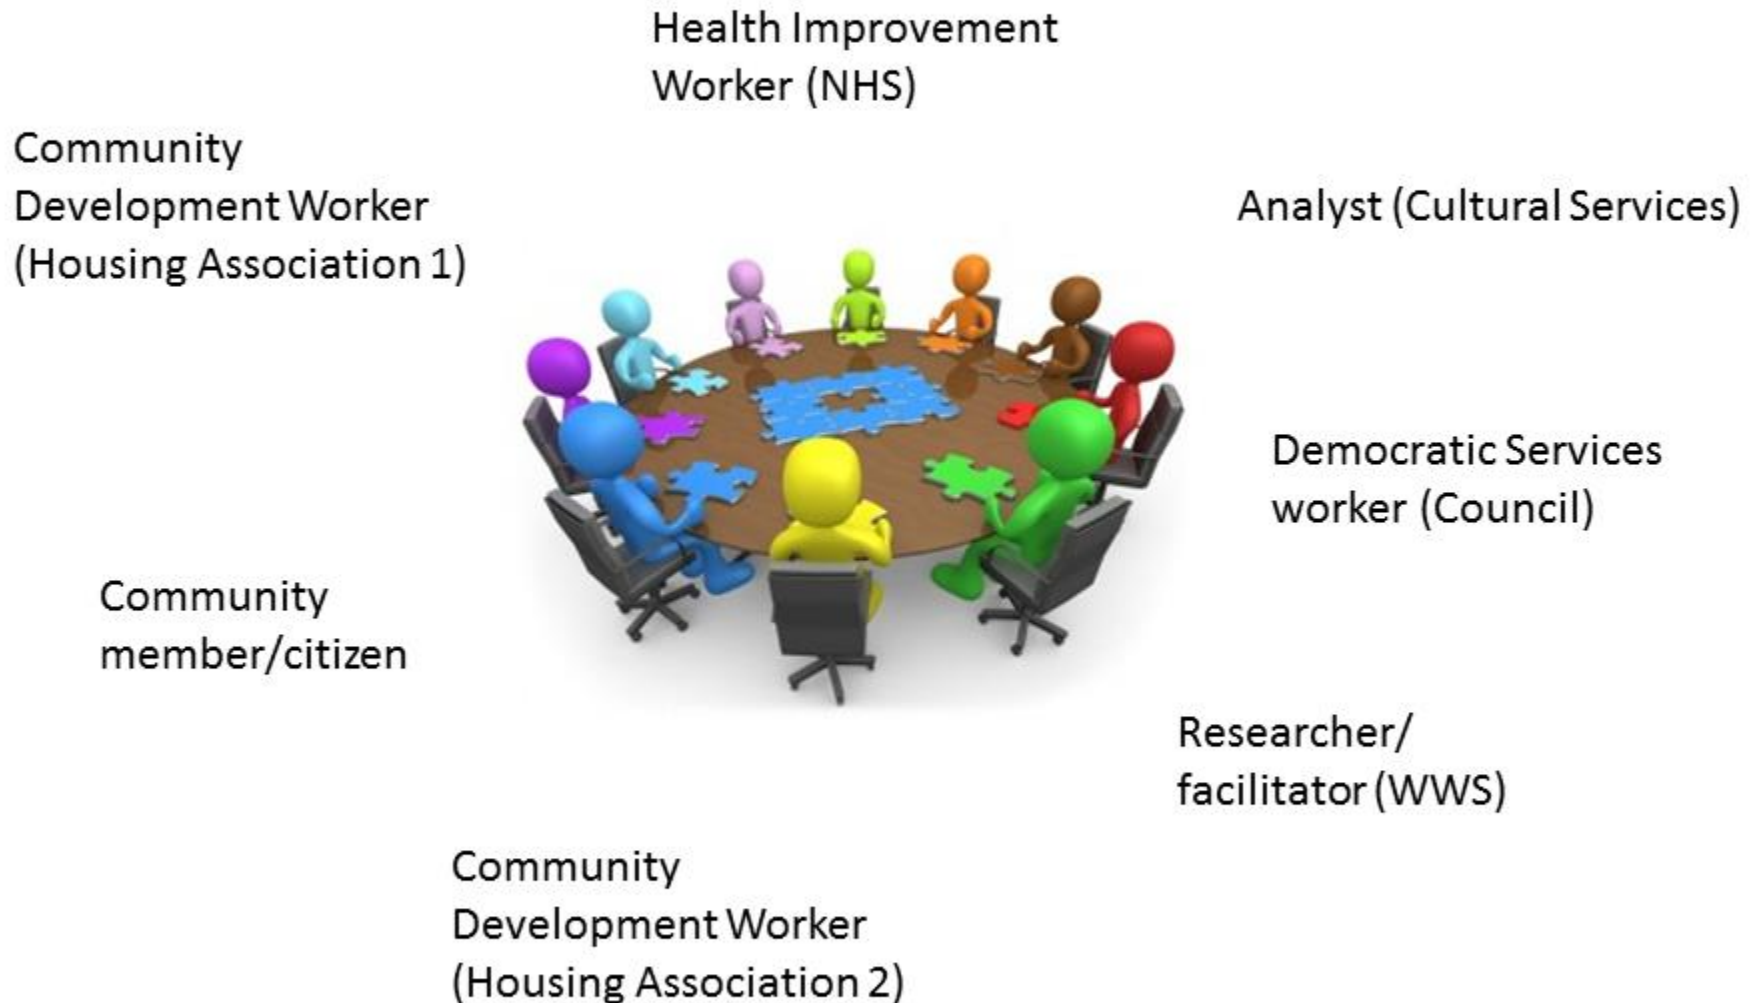 Health Improvement
Worker (NHS)
Community
Development Worker
(Housing Association 1)
Analyst (Cultural Services)
Democratic Services
worker (Council)
Community
member/citizen
Researcher/
facilitator (WWS)
Community
Development Worker
(Housing Association 2)